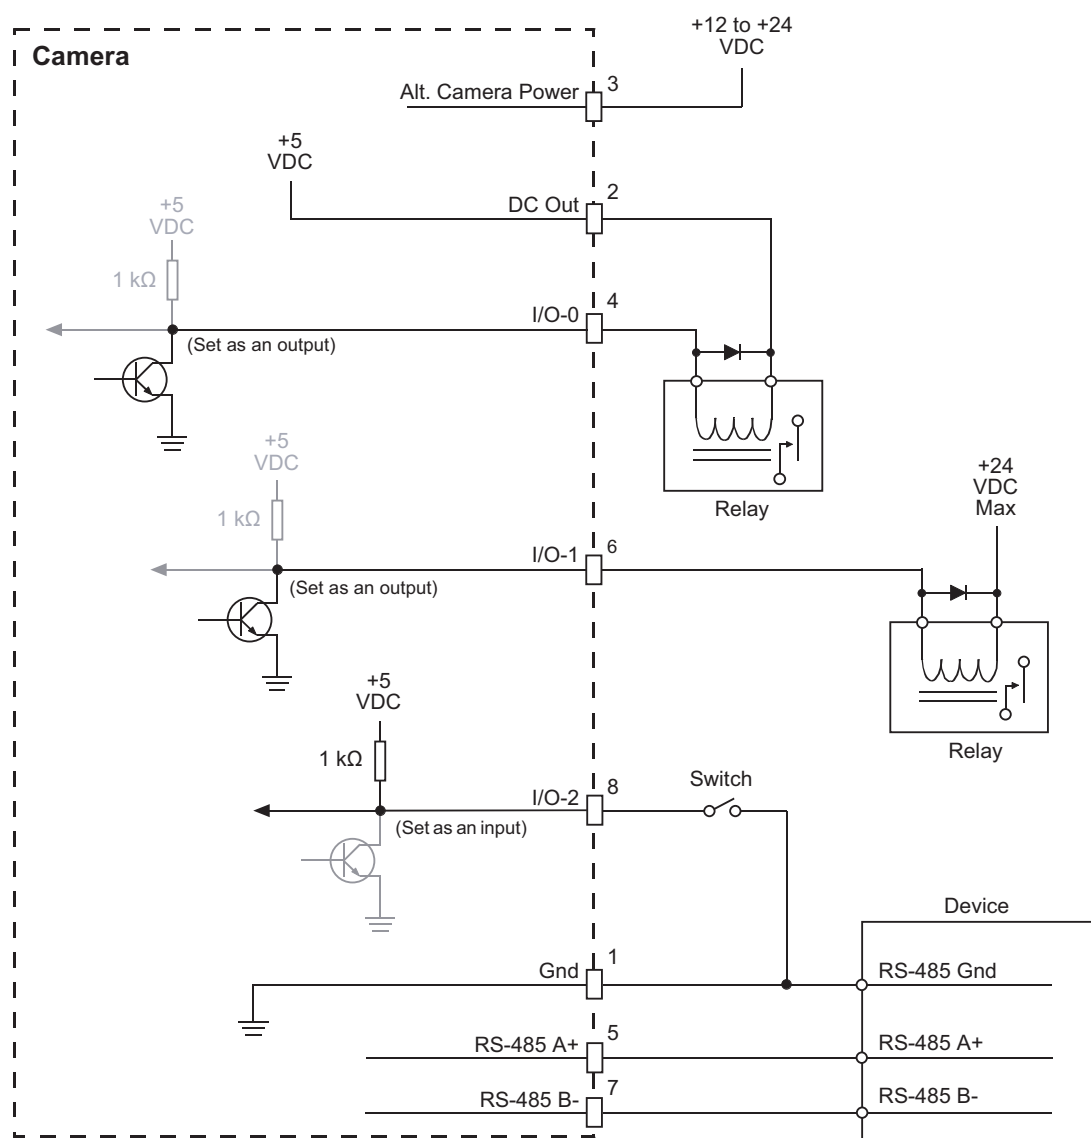 +12 to +24
VDC
Camera
Alt. Camera Power
3
+5
VDC
DC Out
2
+5
VDC
1 kΩ
I/O-0
4
(Set as an output)
Relay
+5
VDC
1 kΩ
I/O-1
6
(Set as an output)
+24
VDC
Max
Relay
+5
VDC
1 kΩ
I/O-2
8
(Set as an input)
Switch
Device
Gnd
1
RS-485 Gnd
RS-485 A+
5
RS-485 A+
RS-485 B-
7
RS-485 B-